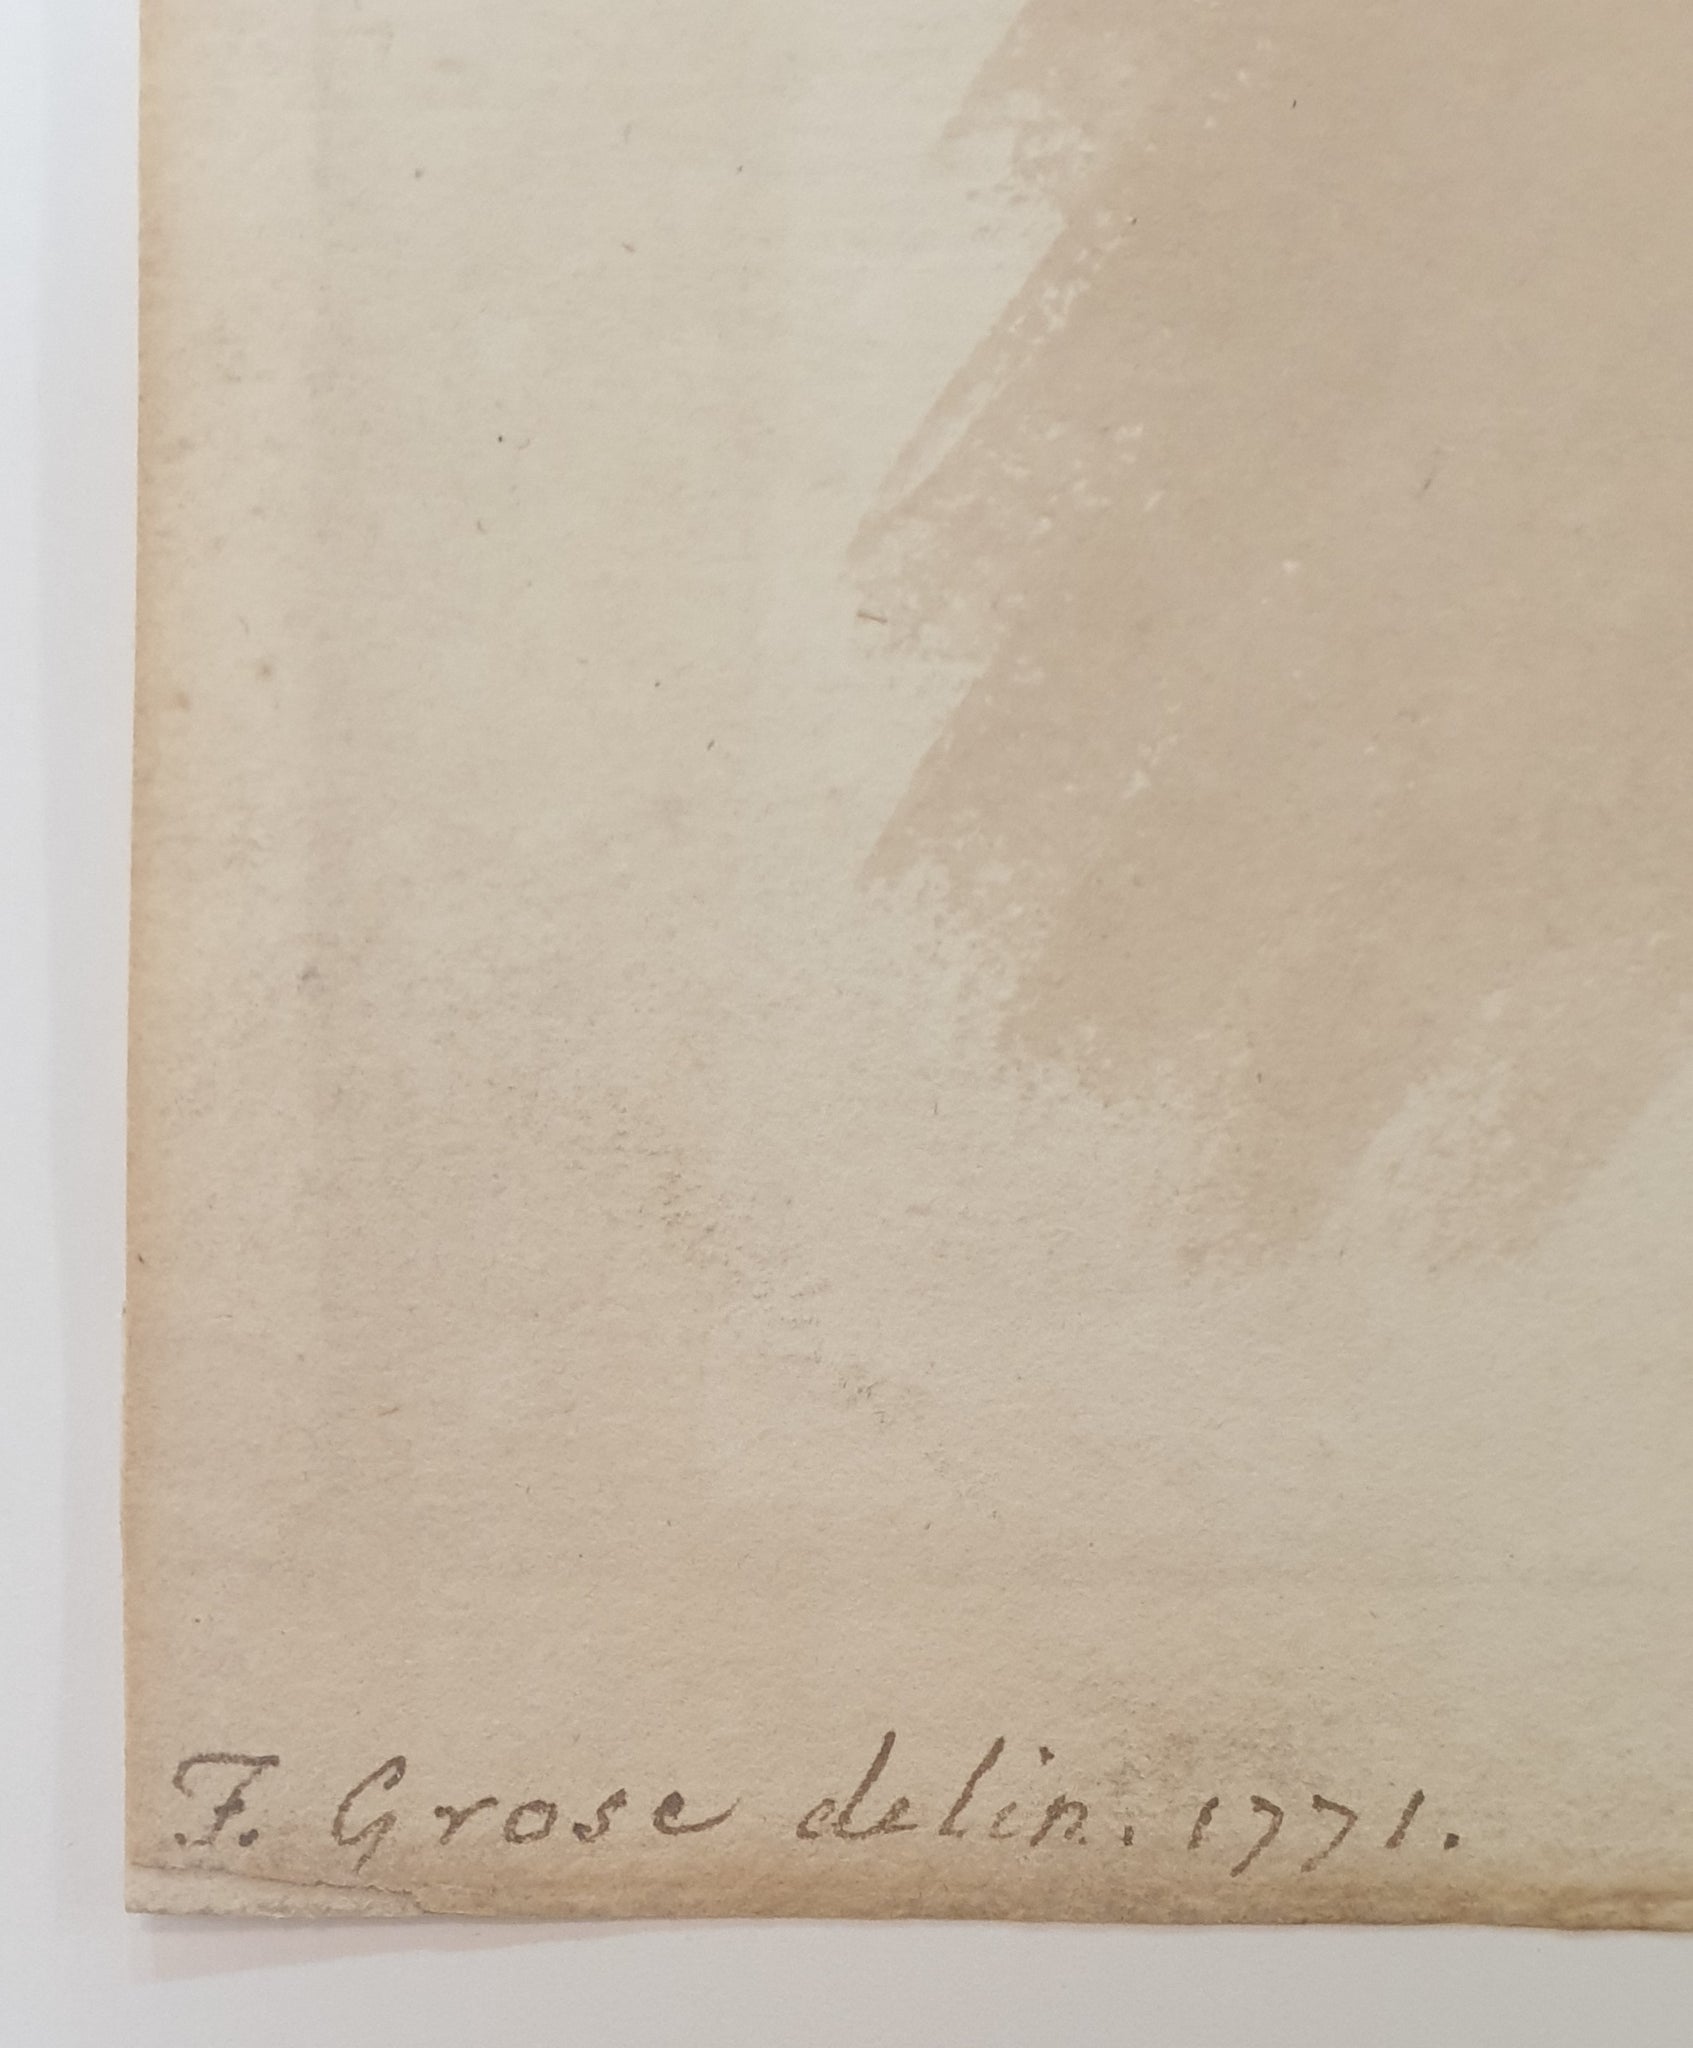 F. Grose delin. 1771.